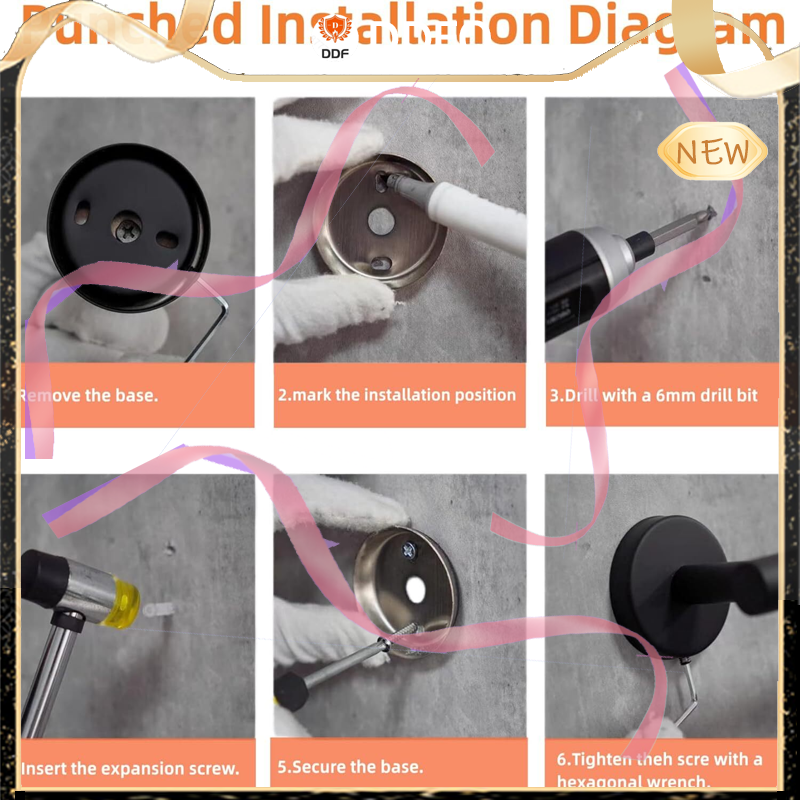 Punched Installation Diagram
DDF
NEW
Remove the base.
2.mark the installation position
3.Drill with a 6mm drill bit
Insert the expansion screw.
5.Secure the base.
6.Tighten theh scre with a
hexagonal wrench.